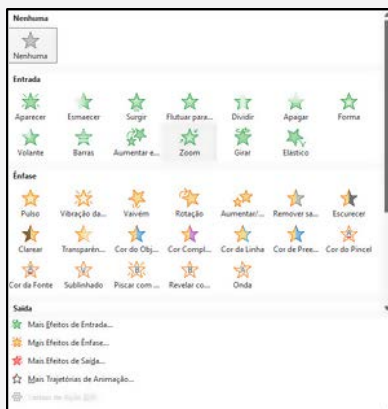 Nenhuma
Nenhuma
Entrada
Aparecer Esmaecer Surgir Flutuar para... Dividir Apagar Forma
Volante Barras Aumentar e... Zoom Girar Elástico
Ênfase
Pulso Vibração da... Vaivém Rotação Aumentar/... Remover sa... Escurecer
Clarear Transparên... Cor do Obj... Cor Compl... Cor da Linha Cor de Pree... Cor do Pincel
Cor da Fonte Sublinhado Piscar com ... Revelar co... Onda
Saída
Mais Efeitos de Entrada...
Mais Efeitos de Ênfase...
Mais Efeitos de Saída...
Mais Trajetórias de Animação...